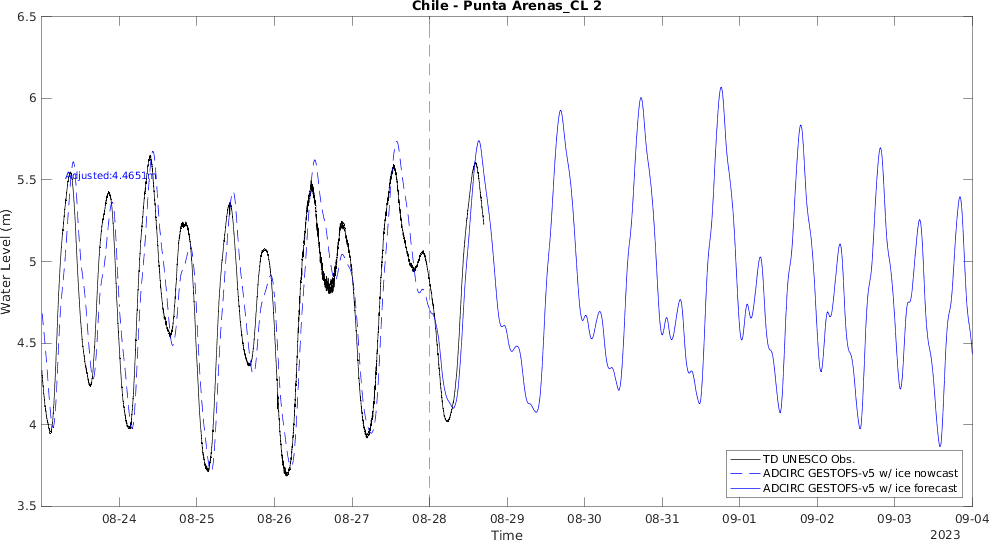 Chile - Punta Arenas_CL 2
6.5
6
5.5
5
4.5
4
3.5
Water Level (m)
Adjusted:4.4651m
TD UNESCO Obs.
ADCIRC GESTOFS-v5 w/ ice nowcast
ADCIRC GESTOFS-v5 w/ ice forecast
08-24 08-25 08-26 08-27 08-28 08-29 08-30 08-31 09-01 09-02 09-03 09-04
Time
2023